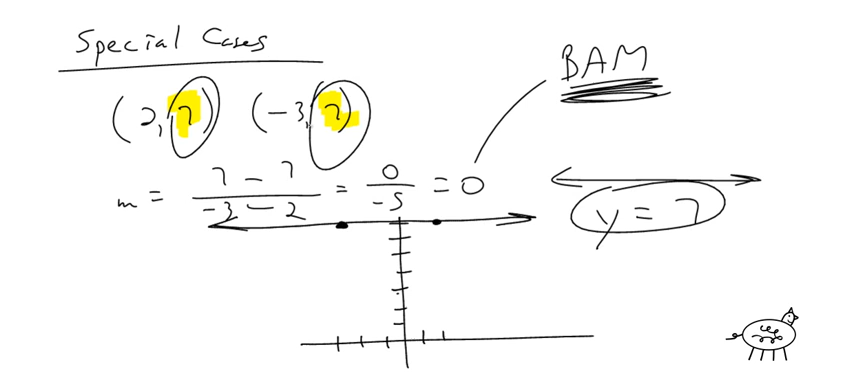 Special Cases
(2, 7) (-3, 7)
BAM
m = 7 - 7 / -3 - 2 = 0 / -5 = 0
y = 7